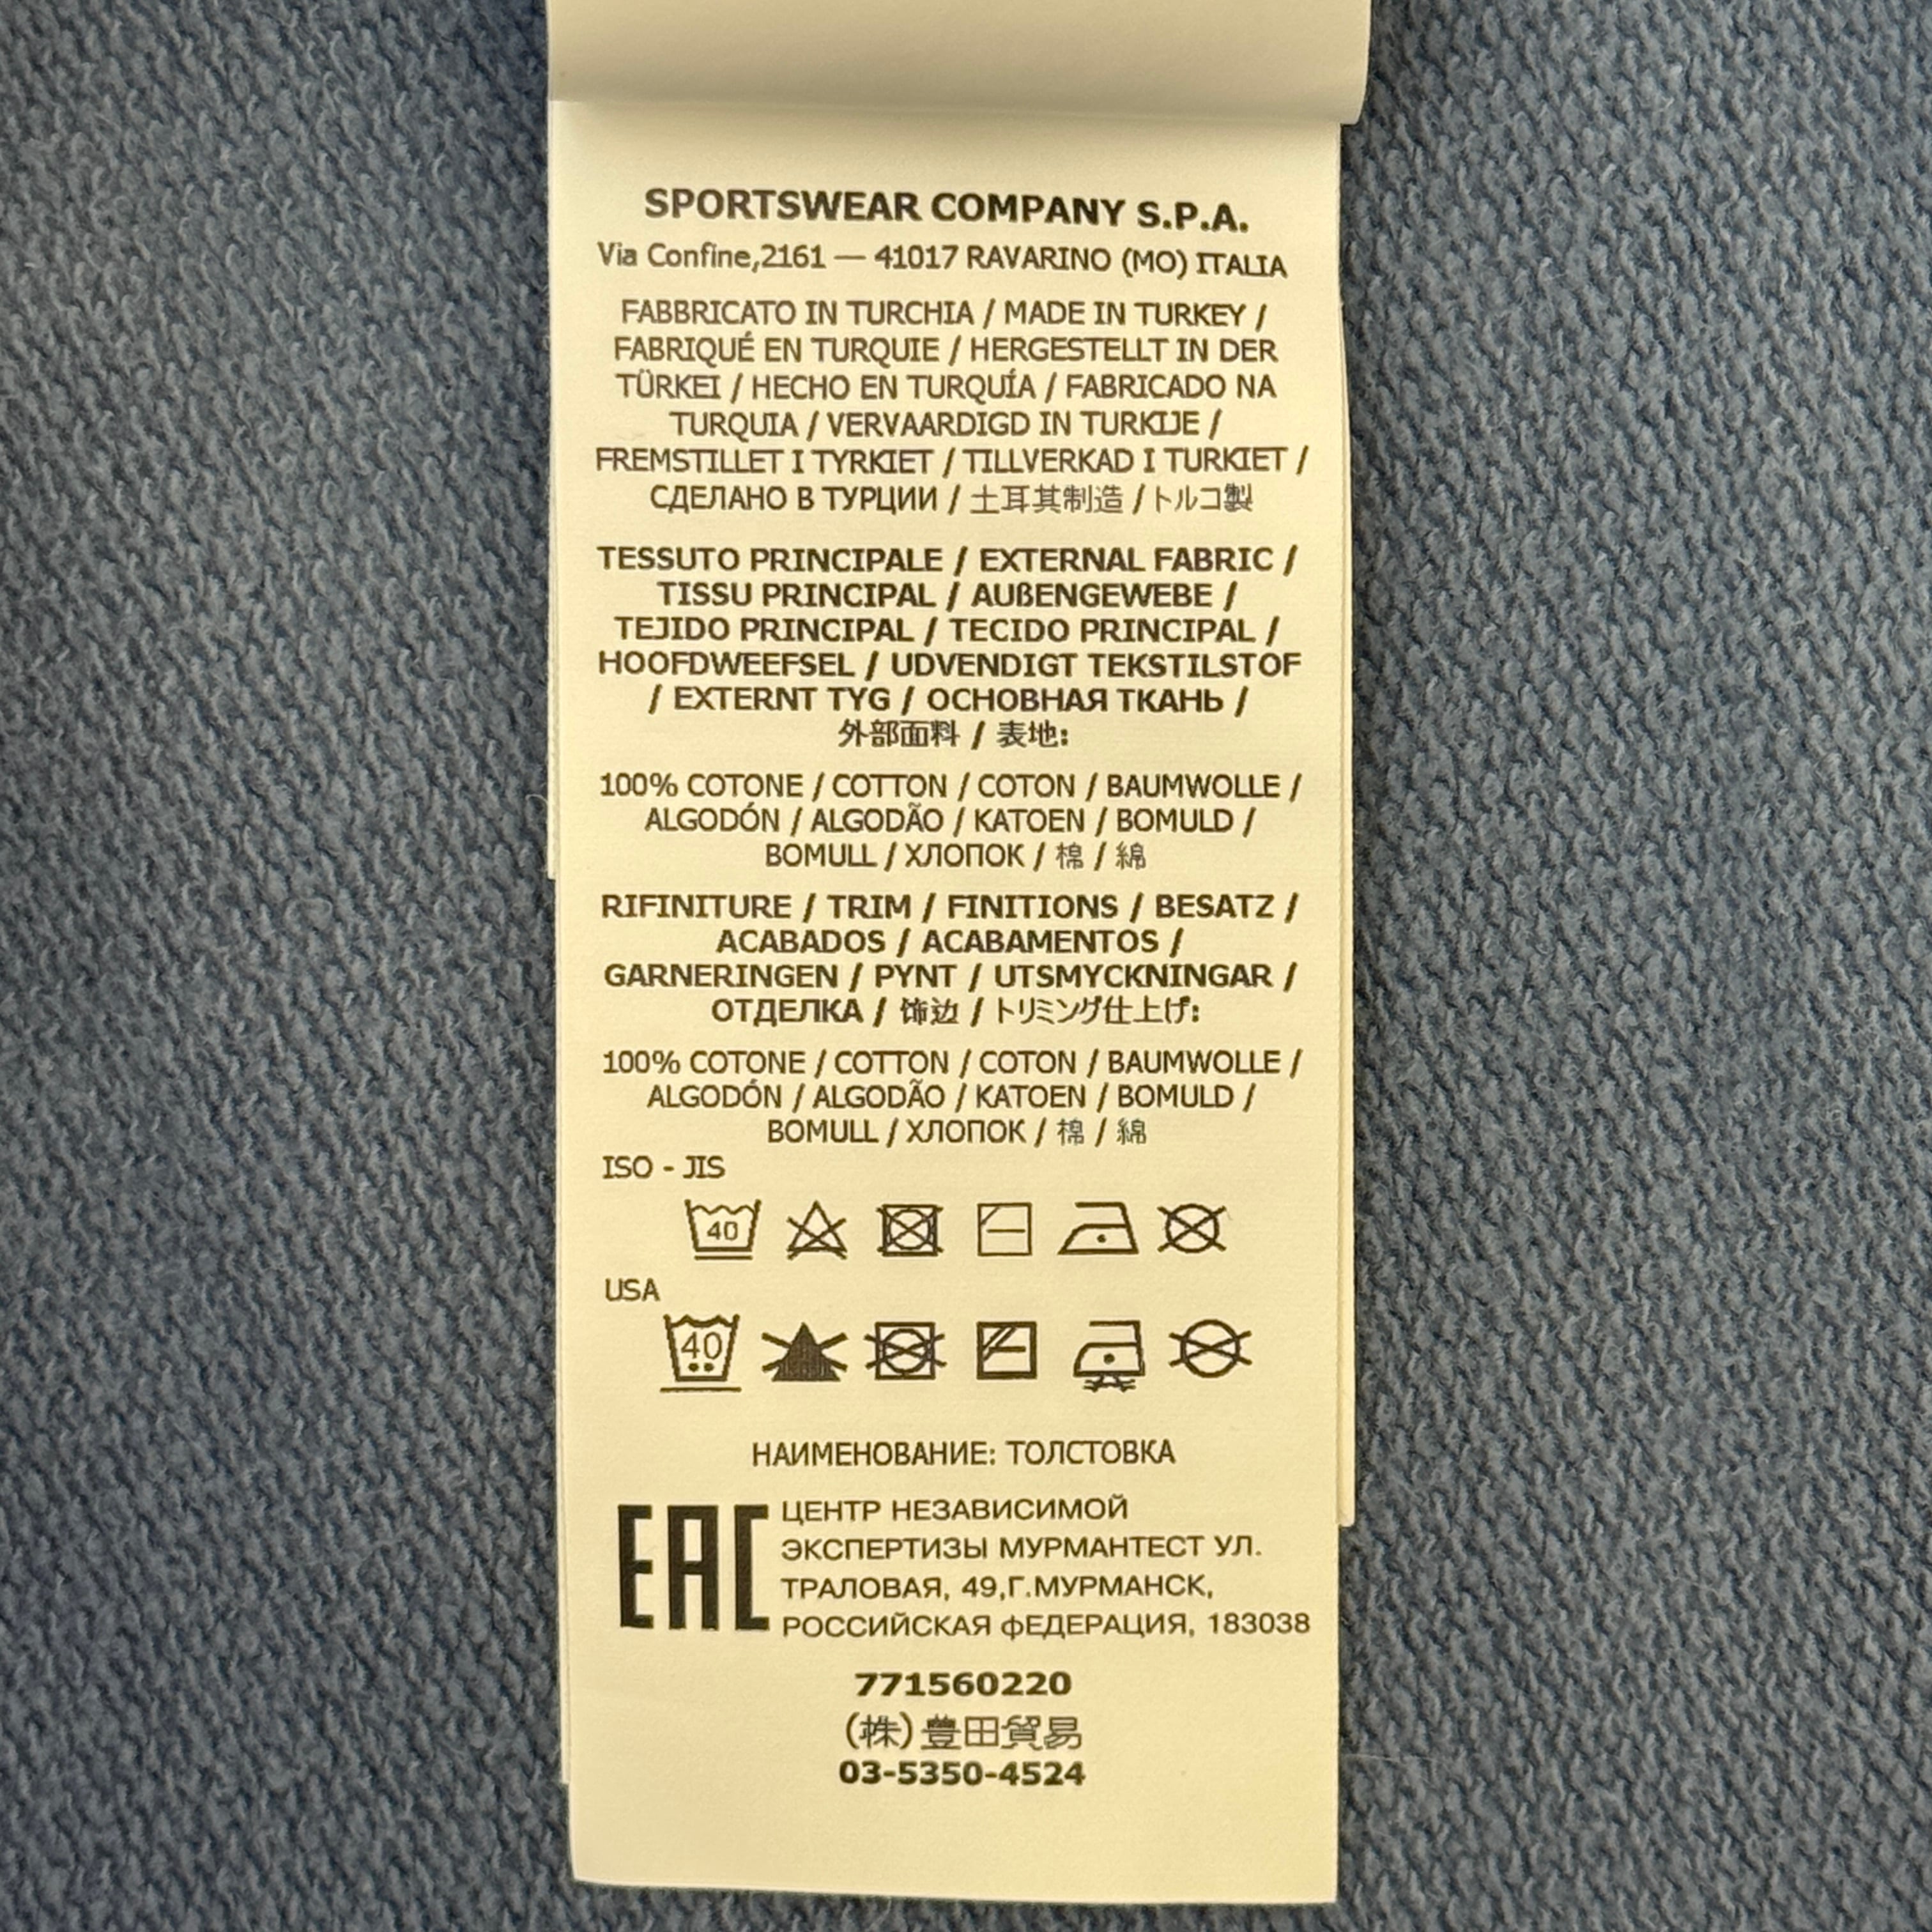 SPORTSWEAR COMPANY S.P.A.
Via Confine,2161 — 41017 RAVARINO (MO) ITALIA
FABBRICATO IN TURCHIA / MADE IN TURKEY /
FABRIQUÉ EN TURQUIE / HERGESTELLT IN DER
TÜRKEI / HECHO EN TURQUÍA / FABRICADO NA
TURQUIA / VERVAARDIGD IN TURKIJE /
FREMSTILLET I TYRKIET / TILLVERKAD I TURKIET /
СДЕЛАНО В ТУРЦИИ / 土耳其制造 / トルコ製
TESSUTO PRINCIPALE / EXTERNAL FABRIC /
TISSU PRINCIPAL / AUßENGEWEBE /
TEJIDO PRINCIPAL / TECIDO PRINCIPAL /
HOOFDWEEFSEL / UDVENDIGT TEKSTILSTOF
/ EXTERNT TYG / ОСНОВНАЯ ТКАНЬ /
外部面料 / 表地:
100% COTONE / COTTON / COTON / BAUMWOLLE /
ALGODÓN / ALGODÃO / KATOEN / BOMULD /
BOMULL / ХЛОПОК / 棉 / 綿
RIFINITURE / TRIM / FINITIONS / BESATZ /
ACABADOS / ACABAMENTOS /
GARNERINGEN / PYNT / UTSMYCKNINGAR /
ОТДЕЛКА / 饰边 / トリミング仕上げ:
100% COTONE / COTTON / COTON / BAUMWOLLE /
ALGODÓN / ALGODÃO / KATOEN / BOMULD /
BOMULL / ХЛОПОК / 棉 / 綿
ISO - JIS
40
USA
40
НАИМЕНОВАНИЕ: ТОЛСТОВКА
EAC
ЦЕНТР НЕЗАВИСИМОЙ
ЭКСПЕРТИЗЫ МУРМАНТЕСТ УЛ.
ТРАЛОВАЯ, 49,Г.МУРМАНСК,
РОССИЙСКАЯ фЕДЕРАЦИЯ, 183038
771560220
(株)豊田貿易
03-5350-4524